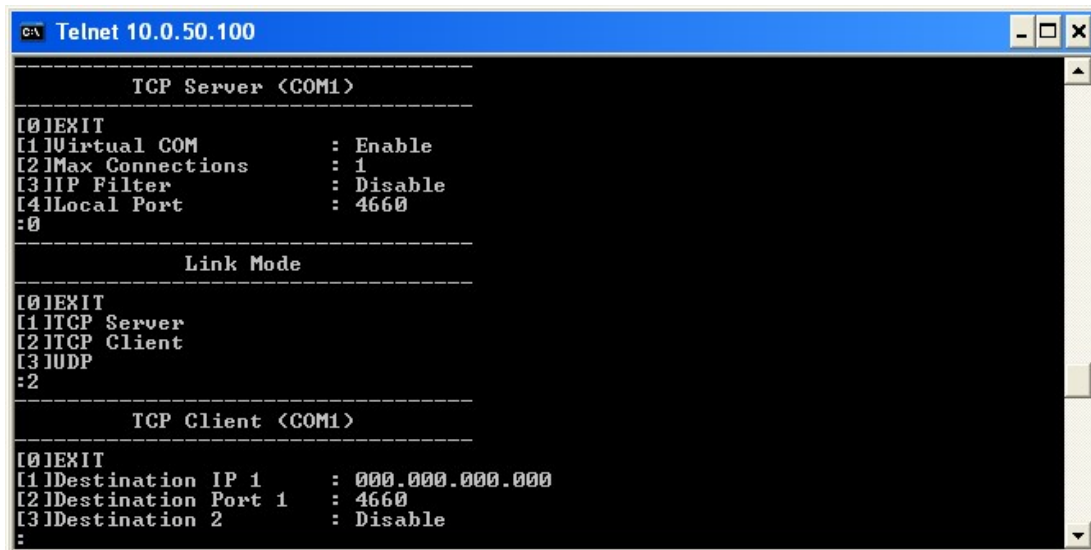 Telnet 10.0.50.100
TCP Server (COM1)
[0]EXIT
[1]Virtual COM : Enable
[2]Max Connections : 1
[3]IP Filter : Disable
[4]Local Port : 4660
:0
Link Mode
[0]EXIT
[1]TCP Server
[2]TCP Client
[3]UDP
:2
TCP Client (COM1)
[0]EXIT
[1]Destination IP 1 : 000.000.000.000
[2]Destination Port 1 : 4660
[3]Destination 2 : Disable
: